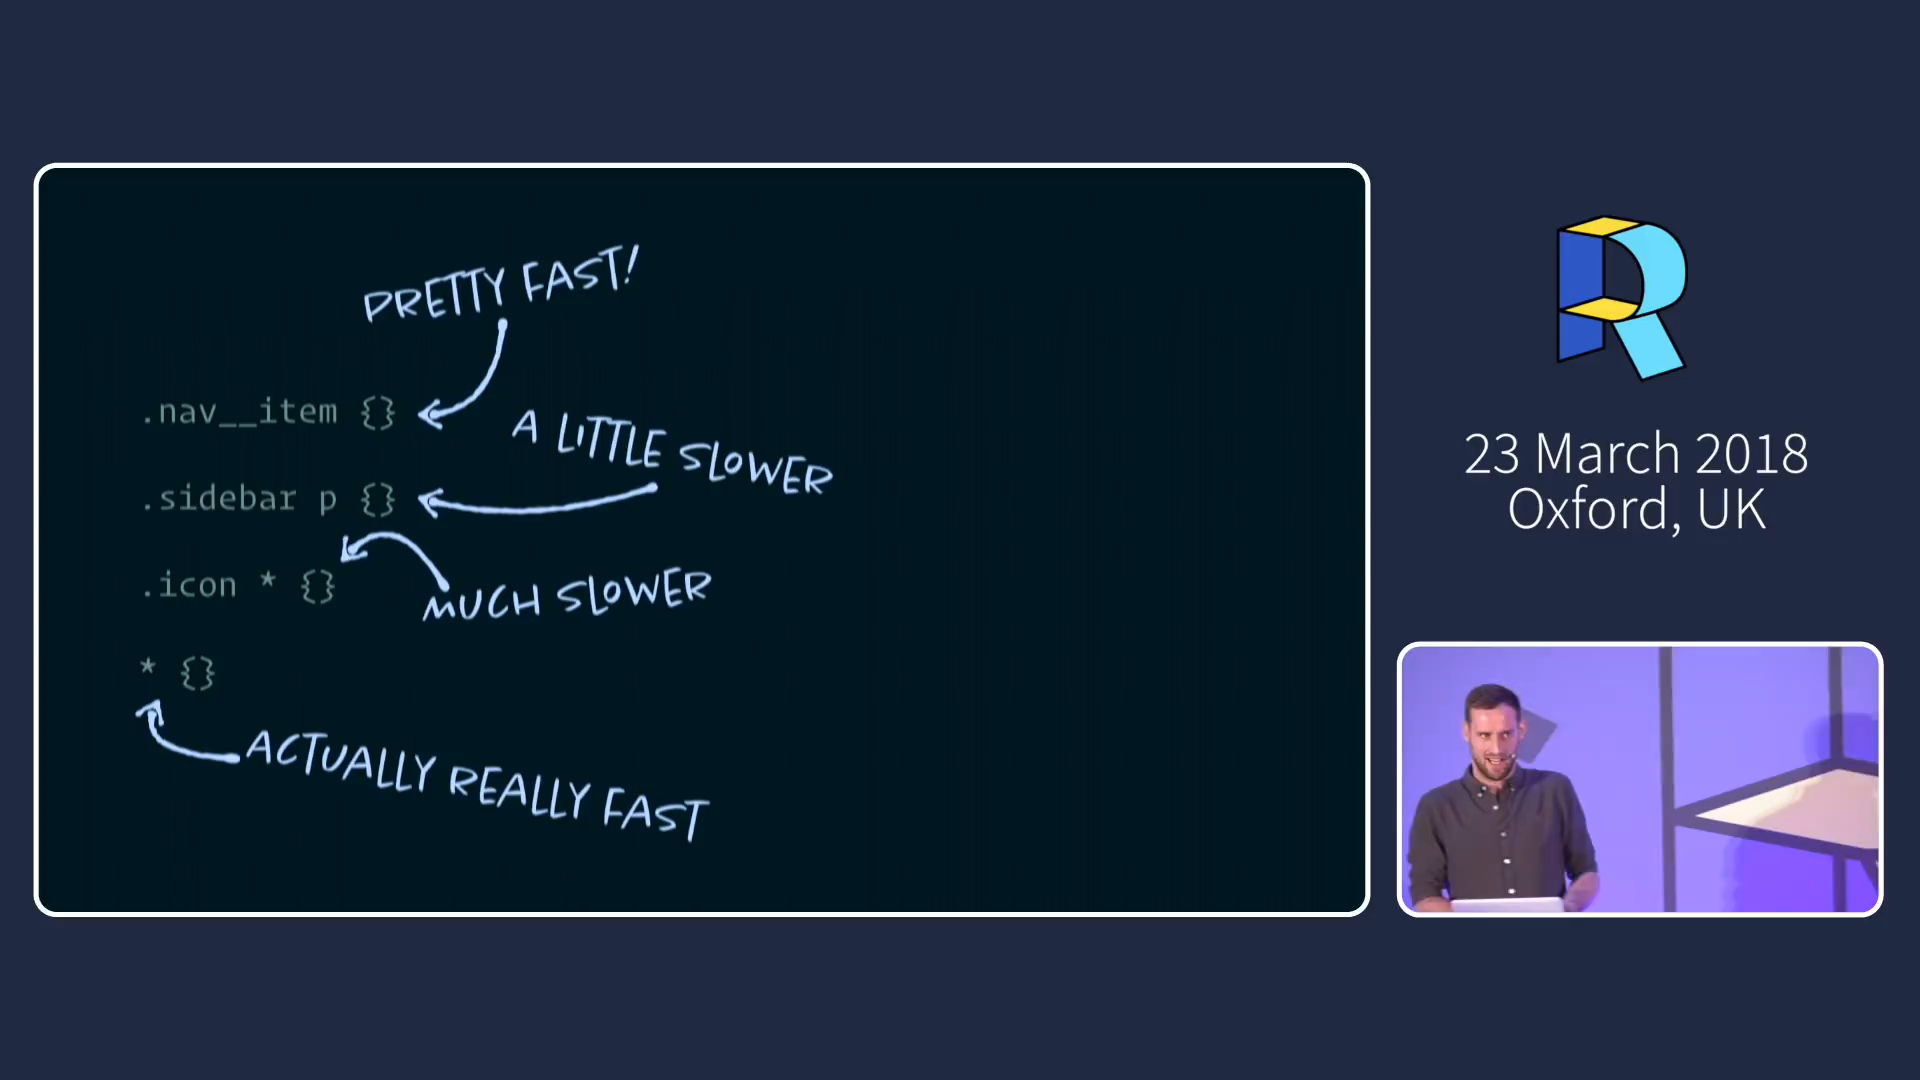 PRETTY FAST!
.nav__item {}
A LITTLE SLOWER
.sidebar p {}
.icon * {}
MUCH SLOWER
* {}
ACTUALLY REALLY FAST
R
23 March 2018
Oxford, UK